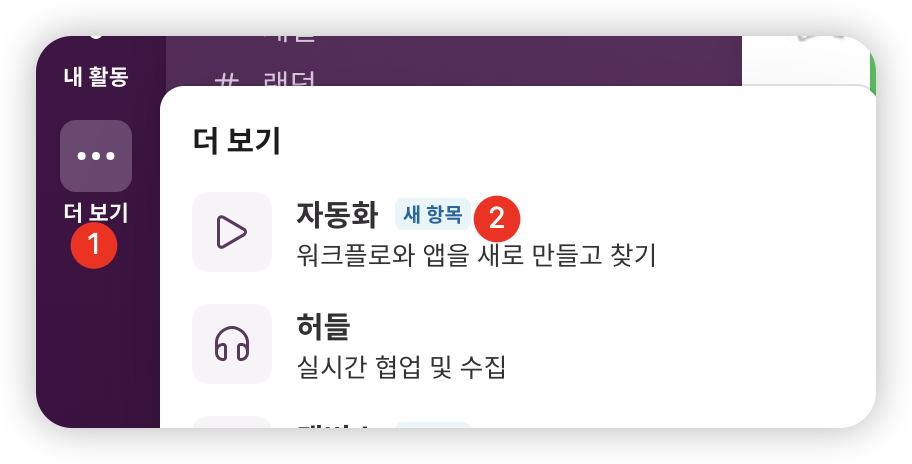 내 활동
# 랜덤
더 보기
1
더 보기
자동화 새 항목 2
워크플로와 앱을 새로 만들고 찾기
허들
실시간 협업 및 수집